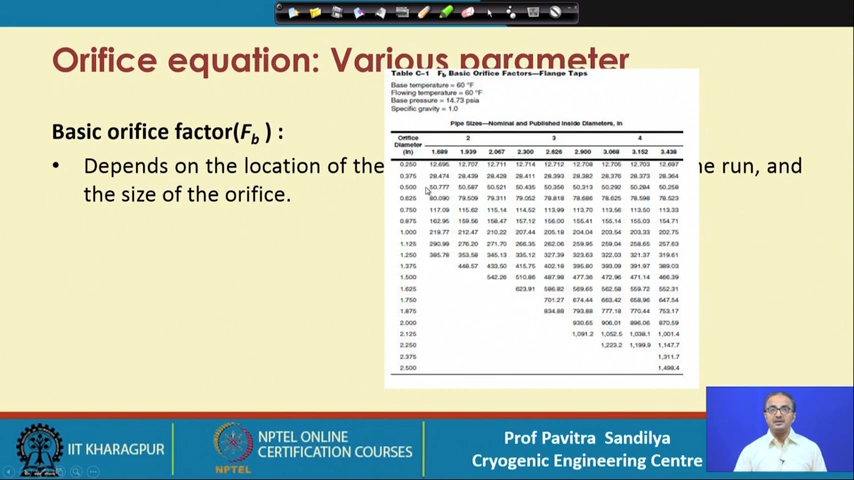 Orifice equation: Various parameter
Basic orifice factor(Fb ) :
• Depends on the location of the
ne run, and
the size of the orifice.
Table C-1 Fb Basic Orifice Factors—Flange Taps
Base temperature = 60 °F
Flowing temperature = 60 °F
Base pressure = 14.73 psia
Specific gravity = 1.0
Pipe Sizes—Nominal and Published Inside Diameters, in
Orifice Diameter (in) 2 3 4
1.689 1.939 2.067 2.300 2.626 2.900 3.068 3.152 3.438
0.250 12.695 12.707 12.711 12.714 12.712 12.708 12.705 12.703 12.697
0.375 28.474 28.439 28.428 28.411 28.393 28.382 28.376 28.373 28.364
0.500 50.777 50.587 50.521 50.435 50.356 50.313 50.292 50.284 50.258
0.625 80.090 79.509 79.311 79.052 78.818 78.686 78.625 78.598 78.523
0.750 117.09 115.62 115.14 114.52 113.99 113.70 113.56 113.50 113.33
0.875 162.95 159.56 158.47 157.12 156.00 155.41 155.14 155.03 154.71
1.000 219.77 212.47 210.22 207.44 205.18 204.04 203.54 203.33 202.75
1.125 290.99 276.20 271.70 266.35 262.06 259.95 259.04 258.65 257.63
1.250 385.78 353.58 345.13 335.12 327.39 323.63 322.03 321.37 319.61
1.375 448.57 433.50 415.75 402.18 395.80 393.09 391.97 389.03
1.500 542.26 510.86 487.98 477.36 472.96 471.14 466.39
1.625 623.91 586.82 569.65 562.58 559.72 552.31
1.750 701.27 674.44 663.42 658.96 647.54
1.875 834.88 793.88 777.18 770.44 753.17
2.000 930.65 906.01 896.06 870.59
2.125 1,091.2 1,052.5 1,038.1 1,001.4
2.250 1,223.2 1,199.9 1,147.7
2.375 1,311.7
2.500 1,498.4
IIT KHARAGPUR
NPTEL
NPTEL ONLINE
CERTIFICATION COURSES
Prof Pavitra Sandilya
Cryogenic Engineering Centre